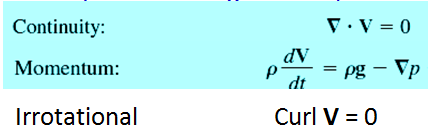 Continuity: ∇ · V = 0
Momentum: ρ dV/dt = ρg − ∇p
Irrotational Curl V = 0